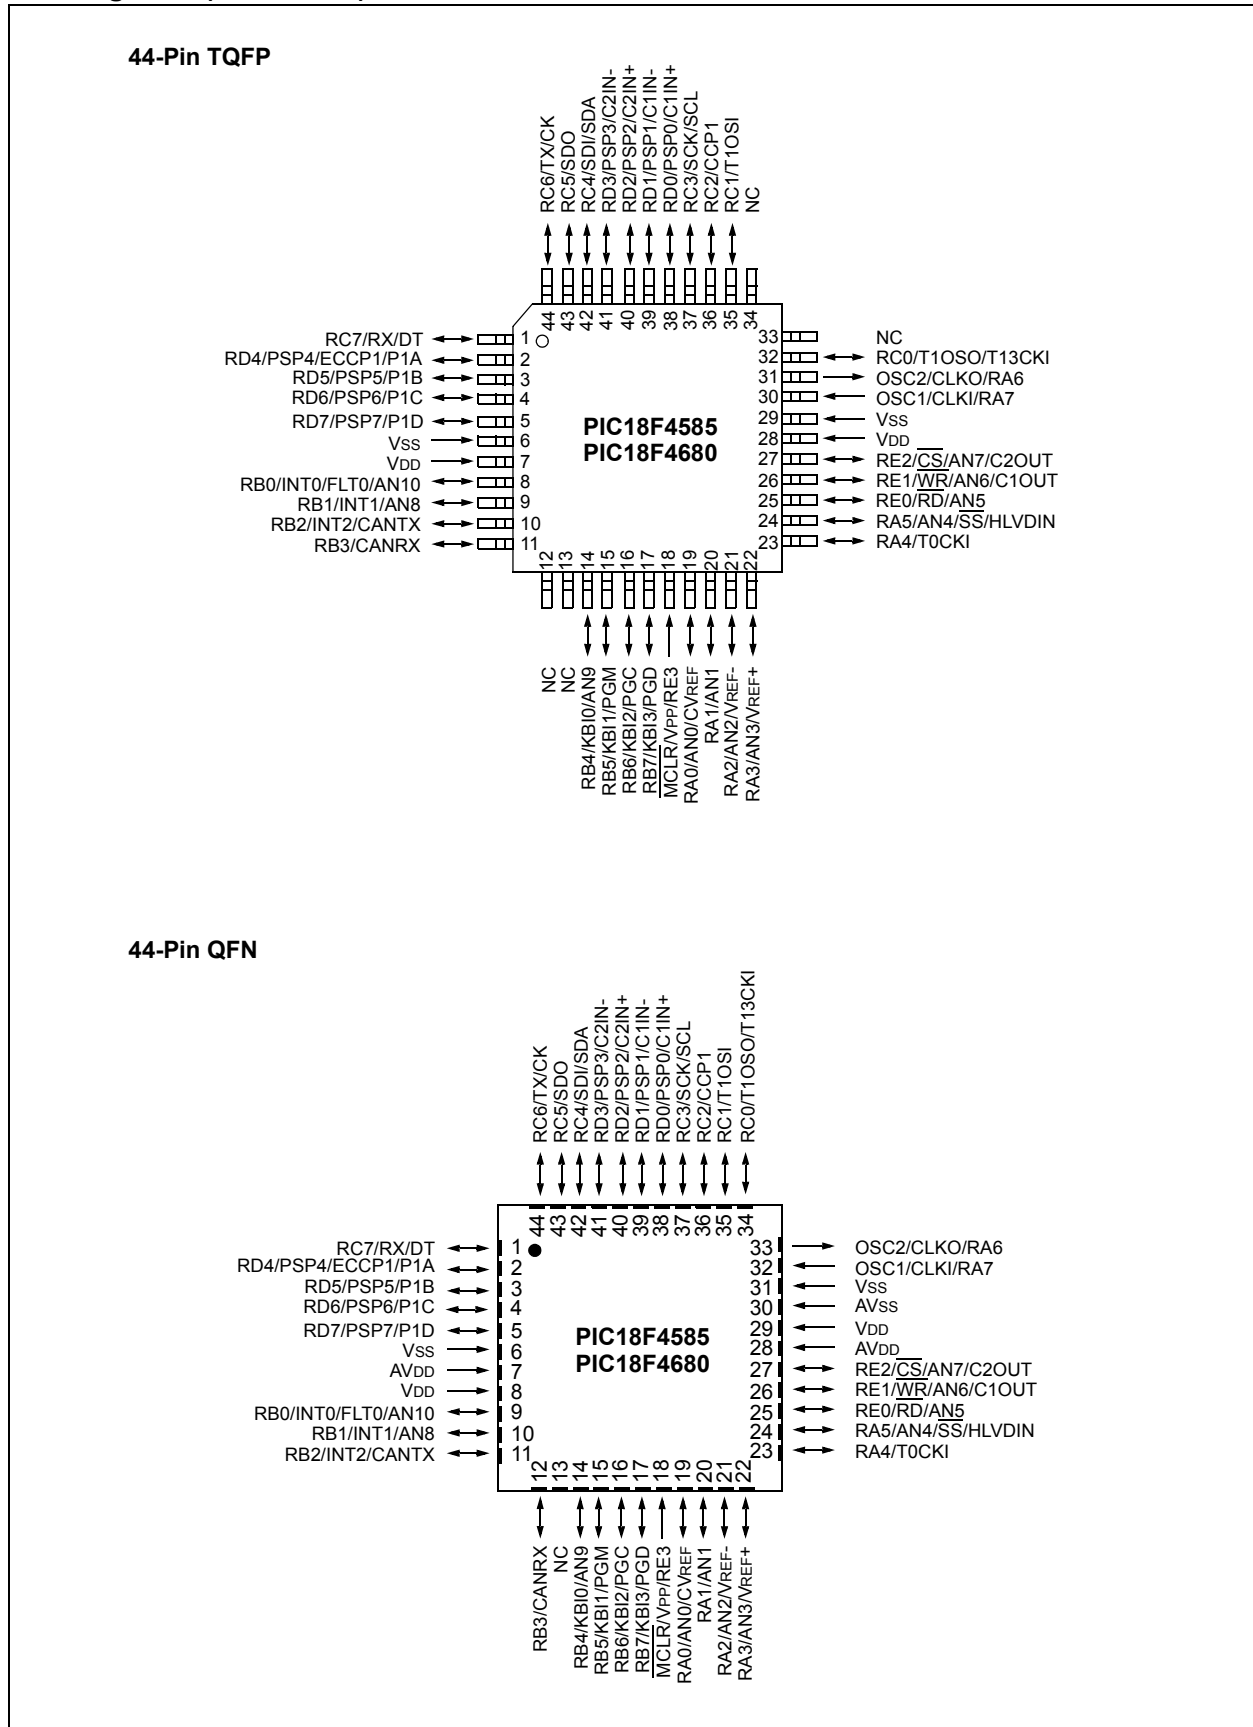 44-Pin TQFP
RC6/TX/CK
RC5/SDO
RC4/SDI/SDA
RD3/PSP3/C2IN-
RD2/PSP2/C2IN+
RD1/PSP1/C1IN-
RD0/PSP0/C1IN+
RC3/SCK/SCL
RC2/CCP1
RC1/T1OSI
NC
44
43
42
41
40
39
38
37
36
35
34
RC7/RX/DT 1
RD4/PSP4/ECCP1/P1A 2
RD5/PSP5/P1B 3
RD6/PSP6/P1C 4
RD7/PSP7/P1D 5
VSS 6
VDD 7
RB0/INT0/FLT0/AN10 8
RB1/INT1/AN8 9
RB2/INT2/CANTX 10
RB3/CANRX 11
PIC18F4585
PIC18F4680
33 NC
32 RC0/T1OSO/T13CKI
31 OSC2/CLKO/RA6
30 OSC1/CLKI/RA7
29 VSS
28 VDD
27 RE2/CS/AN7/C2OUT
26 RE1/WR/AN6/C1OUT
25 RE0/RD/AN5
24 RA5/AN4/SS/HLVDIN
23 RA4/T0CKI
12
13
14
15
16
17
18
19
20
21
22
NC
NC
RB4/KBI0/AN9
RB5/KBI1/PGM
RB6/KBI2/PGC
RB7/KBI3/PGD
MCLR/VPP/RE3
RA0/AN0/CVREF
RA1/AN1
RA2/AN2/VREF-
RA3/AN3/VREF+
44-Pin QFN
RC6/TX/CK
RC5/SDO
RC4/SDI/SDA
RD3/PSP3/C2IN-
RD2/PSP2/C2IN+
RD1/PSP1/C1IN-
RD0/PSP0/C1IN+
RC3/SCK/SCL
RC2/CCP1
RC1/T1OSI
RC0/T1OSO/T13CKI
44
43
42
41
40
39
38
37
36
35
34
RC7/RX/DT 1
RD4/PSP4/ECCP1/P1A 2
RD5/PSP5/P1B 3
RD6/PSP6/P1C 4
RD7/PSP7/P1D 5
VSS 6
AVDD 7
VDD 8
RB0/INT0/FLT0/AN10 9
RB1/INT1/AN8 10
RB2/INT2/CANTX 11
PIC18F4585
PIC18F4680
33 OSC2/CLKO/RA6
32 OSC1/CLKI/RA7
31 VSS
30 AVSS
29 VDD
28 AVDD
27 RE2/CS/AN7/C2OUT
26 RE1/WR/AN6/C1OUT
25 RE0/RD/AN5
24 RA5/AN4/SS/HLVDIN
23 RA4/T0CKI
12
13
14
15
16
17
18
19
20
21
22
RB3/CANRX
NC
RB4/KBI0/AN9
RB5/KBI1/PGM
RB6/KBI2/PGC
RB7/KBI3/PGD
MCLR/VPP/RE3
RA0/AN0/CVREF
RA1/AN1
RA2/AN2/VREF-
RA3/AN3/VREF+